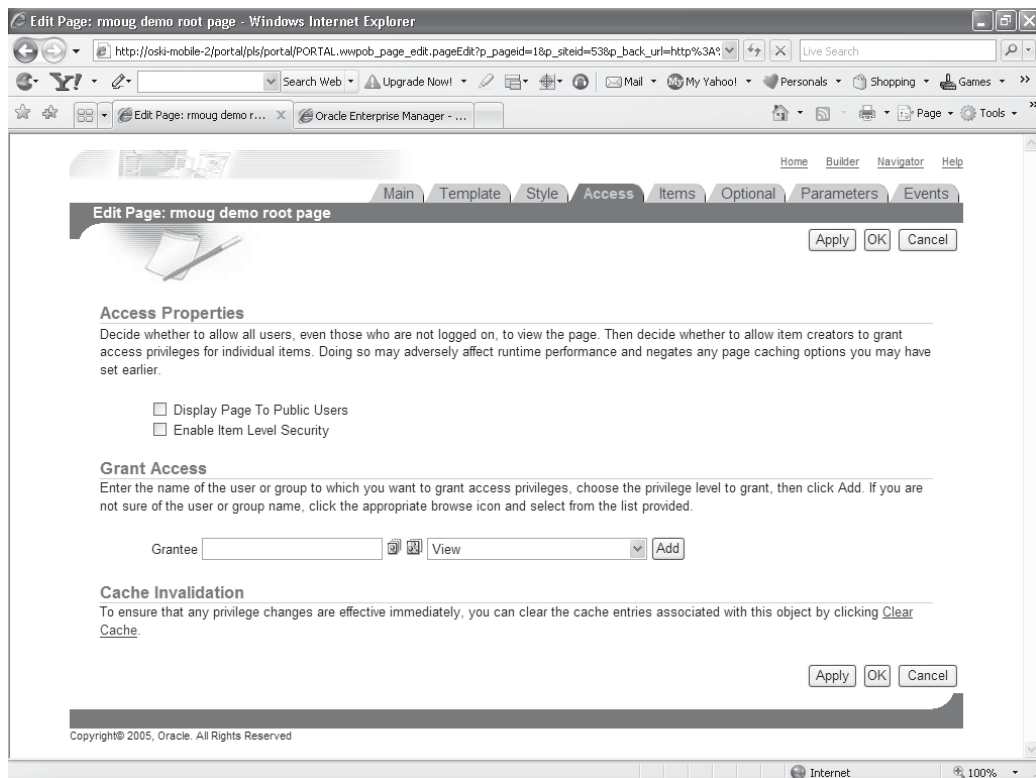 Edit Page: rmoug demo root page - Windows Internet Explorer
http://oski-mobile-2/portal/pls/portal/PORTAL.wwpob_page_edit.pageEdit?p_pageid=1&p_siteid=53&p_back_url=http%3A%
Live Search
Y! Search Web Upgrade Now! Mail My Yahoo! Personals Shopping Games »
Edit Page: rmoug demo r... Oracle Enterprise Manager - ... Page Tools »
Home Builder Navigator Help
Main Template Style Access Items Optional Parameters Events
Edit Page: rmoug demo root page
Apply OK Cancel
Access Properties
Decide whether to allow all users, even those who are not logged on, to view the page. Then decide whether to allow item creators to grant
access privileges for individual items. Doing so may adversely affect runtime performance and negates any page caching options you may have
set earlier.
Display Page To Public Users
Enable Item Level Security
Grant Access
Enter the name of the user or group to which you want to grant access privileges, choose the privilege level to grant, then click Add. If you are
not sure of the user or group name, click the appropriate browse icon and select from the list provided.
Grantee View Add
Cache Invalidation
To ensure that any privilege changes are effective immediately, you can clear the cache entries associated with this object by clicking Clear
Cache.
Apply OK Cancel
Copyright© 2005, Oracle. All Rights Reserved
Internet 100%